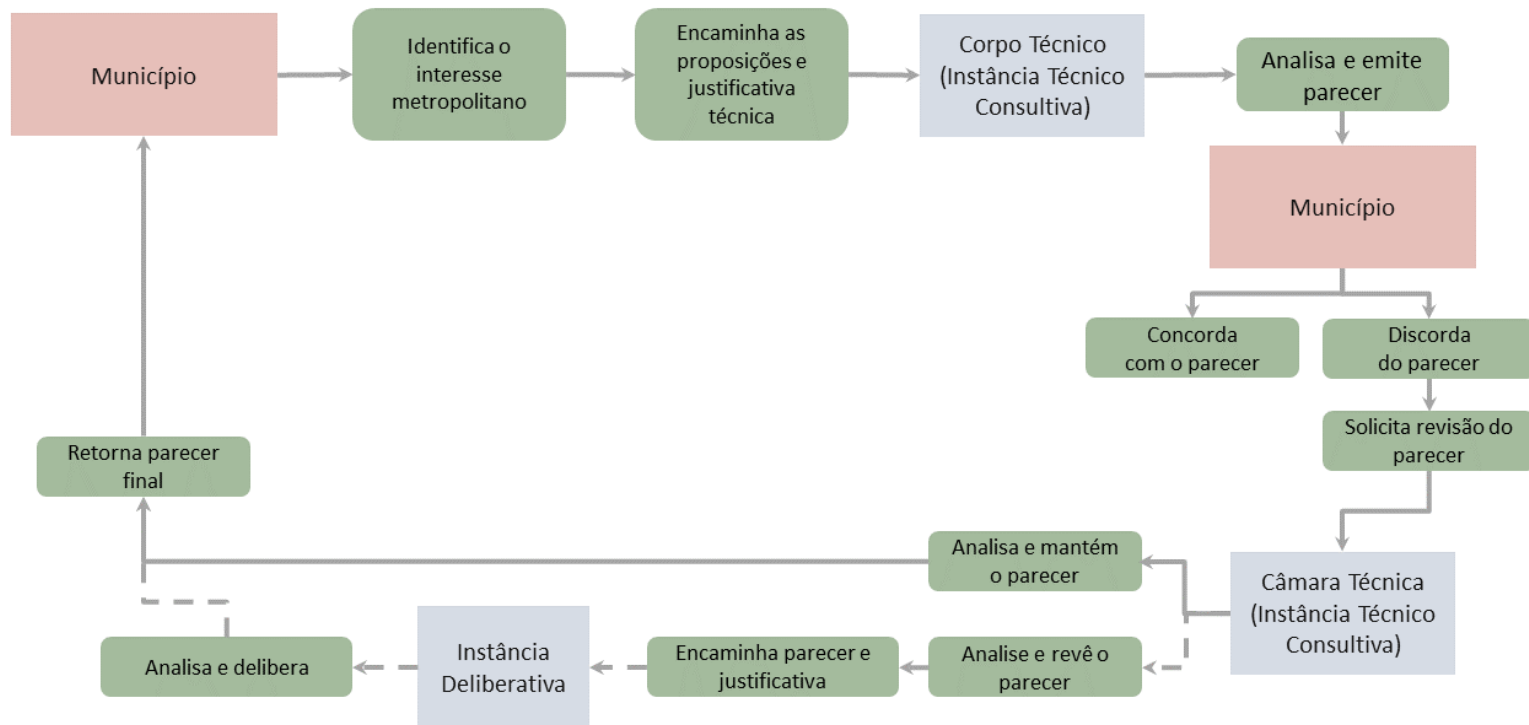 Município
Identifica o
interesse
metropolitano
Encaminha as
proposições e
justificativa
técnica
Corpo Técnico
(Instância Técnico
Consultiva)
Analisa e emite
parecer
Município
Concorda
com o parecer
Discorda
do parecer
Solicita revisão do
parecer
Câmara Técnica
(Instância Técnico
Consultiva)
Analisa e mantém
o parecer
Analise e revê o
parecer
Encaminha parecer e
justificativa
Instância
Deliberativa
Analisa e delibera
Retorna parecer
final